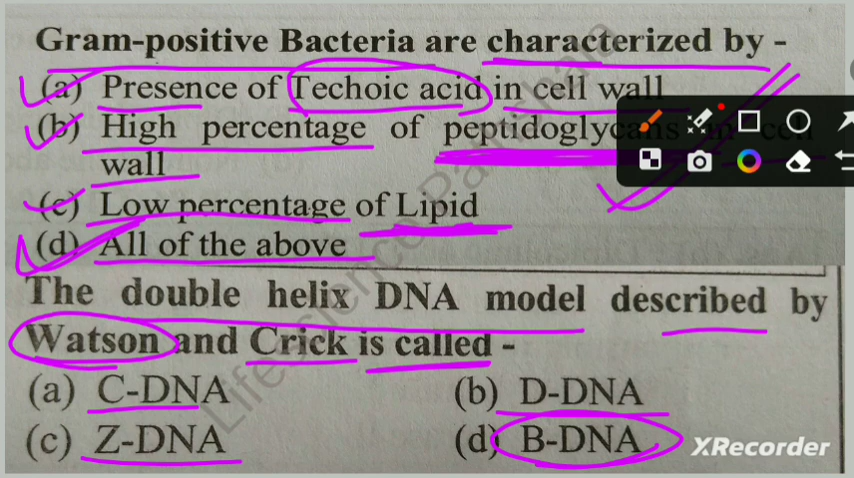 Gram-positive Bacteria are characterized by -
(a) Presence of Techoic acid in cell wall
(b) High percentage of peptidoglycans in cell
wall
(c) Low percentage of Lipid
(d) All of the above
The double helix DNA model described by
Watson and Crick is called -
(a) C-DNA (b) D-DNA
(c) Z-DNA (d) B-DNA
XRecorder